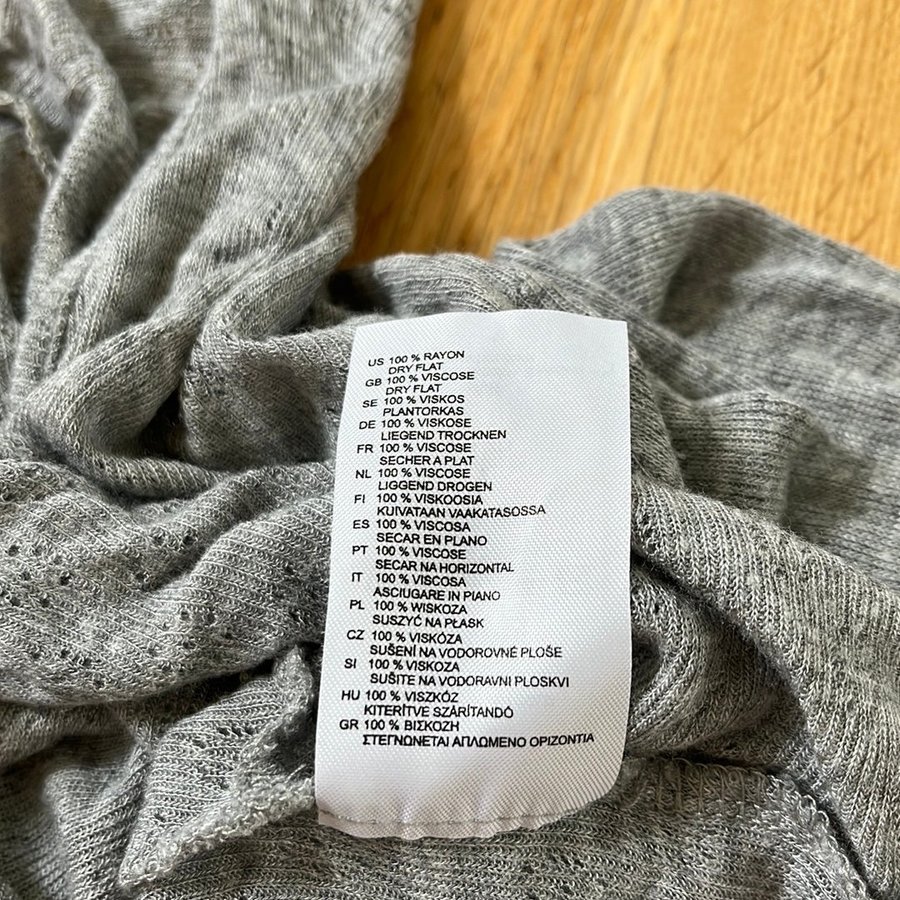 US 100 % RAYON
DRY FLAT
GB 100 % VISCOSE
DRY FLAT
SE 100 % VISKOS
PLANTORKAS
DE 100 % VISKOSE
LIEGEND TROCKNEN
FR 100 % VISCOSE
SECHER A PLAT
NL 100 % VISCOSE
LIGGEND DROGEN
FI 100 % VISKOOSIA
KUIVATAAN VAAKATASOSSA
ES 100 % VISCOSA
SECAR EN PLANO
PT 100 % VISCOSE
SECAR NA HORIZONTAL
IT 100 % VISCOSA
ASCIUGARE IN PIANO
PL 100 % WISKOZA
SUSZYĆ NA PŁASK
CZ 100 % VISKÓZA
SUŠENÍ NA VODOROVNÉ PLOŠE
SI 100 % VISKOZA
SUŠITE NA VODORAVNI PLOSKVI
HU 100 % VISZKÓZ
KITERÍTVE SZÁRÍTANDÓ
GR 100 % ΒΙΣΚΟΖΗ
ΣΤΕΓΝΩΝΕΤΑΙ ΑΠΛΩΜΕΝΟ ΟΡΙΖΟΝΤΙΑ